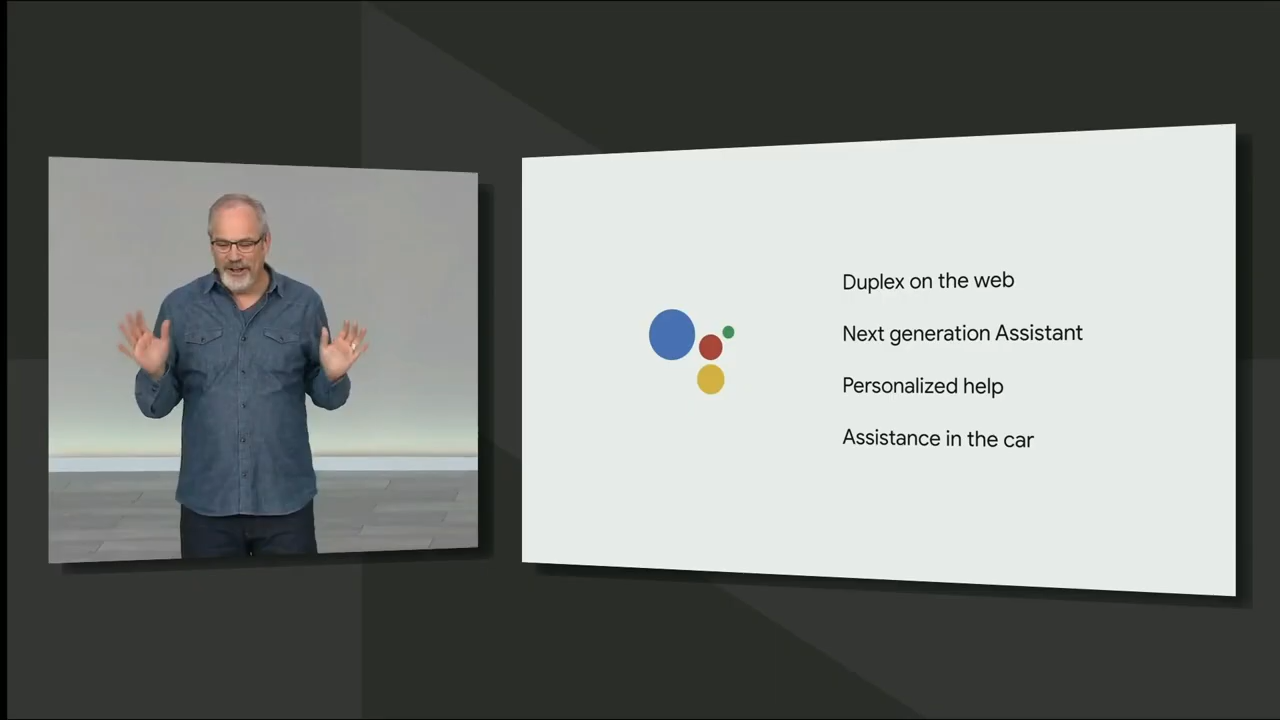 Duplex on the web
Next generation Assistant
Personalized help
Assistance in the car